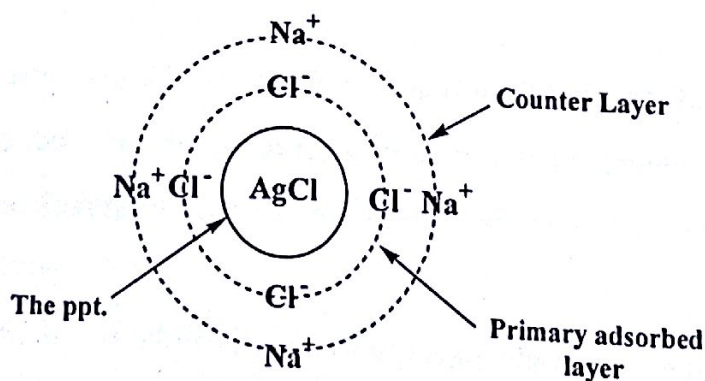 Na⁺
Cl⁻
Counter Layer
Na⁺ Cl⁻ AgCl Cl⁻ Na⁺
Cl⁻
The ppt.
Na⁺
Primary adsorbed
layer